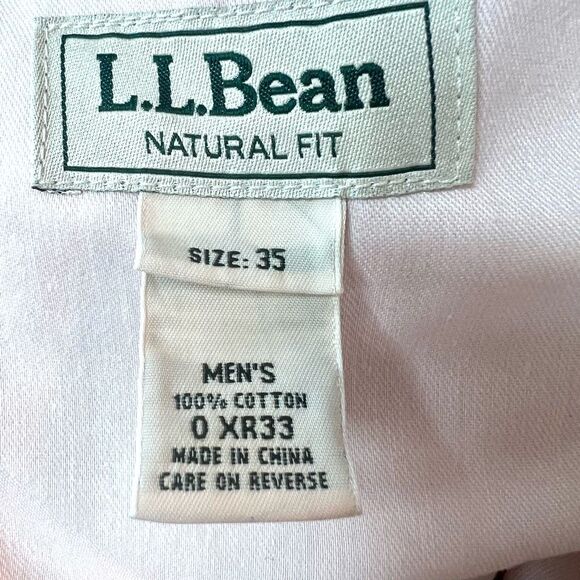 L.L.Bean
NATURAL FIT
SIZE: 35
MEN'S
100% COTTON
0 XR33
MADE IN CHINA
CARE ON REVERSE